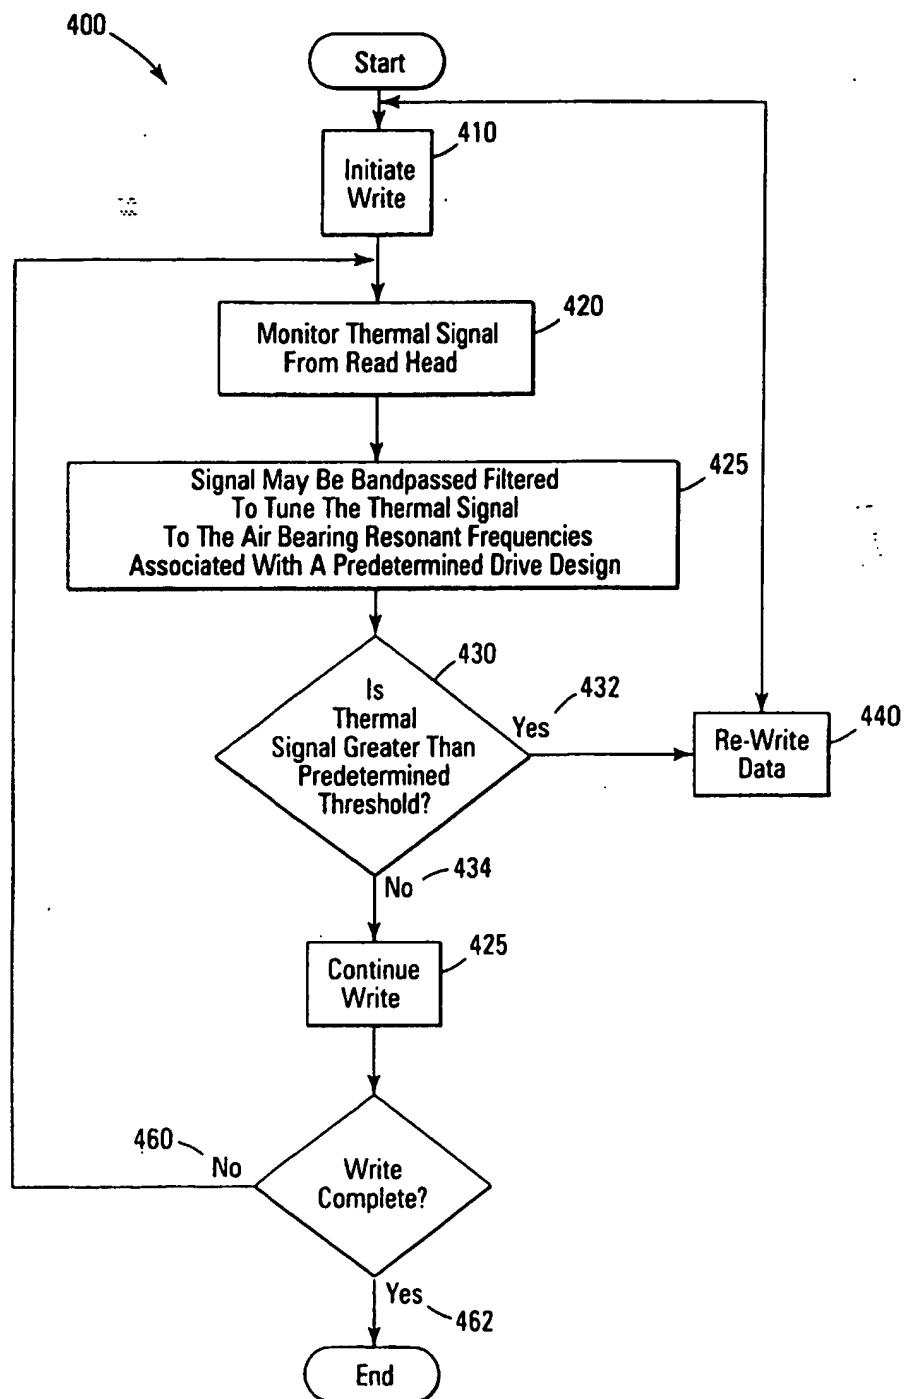 400
Start
410
Initiate
Write
420
Monitor Thermal Signal
From Read Head
425
Signal May Be Bandpassed Filtered
To Tune The Thermal Signal
To The Air Bearing Resonant Frequencies
Associated With A Predetermined Drive Design
430
Is
Thermal
Signal Greater Than
Predetermined
Threshold?
432
Yes
440
Re-Write
Data
434
No
425
Continue
Write
460
No
Write
Complete?
Yes
462
End